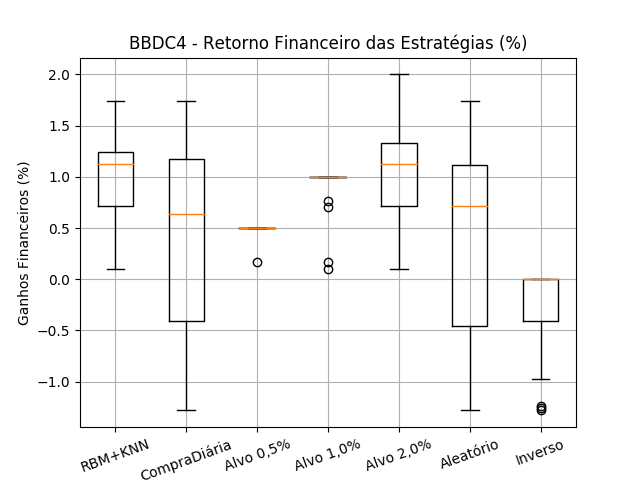 BBDC4 - Retorno Financeiro das Estratégias (%)
Ganhos Financeiros (%)
2.0
1.5
1.0
0.5
0.0
−0.5
−1.0
RBM+KNN
CompraDiária
Alvo 0,5%
Alvo 1,0%
Alvo 2,0%
Aleatório
Inverso